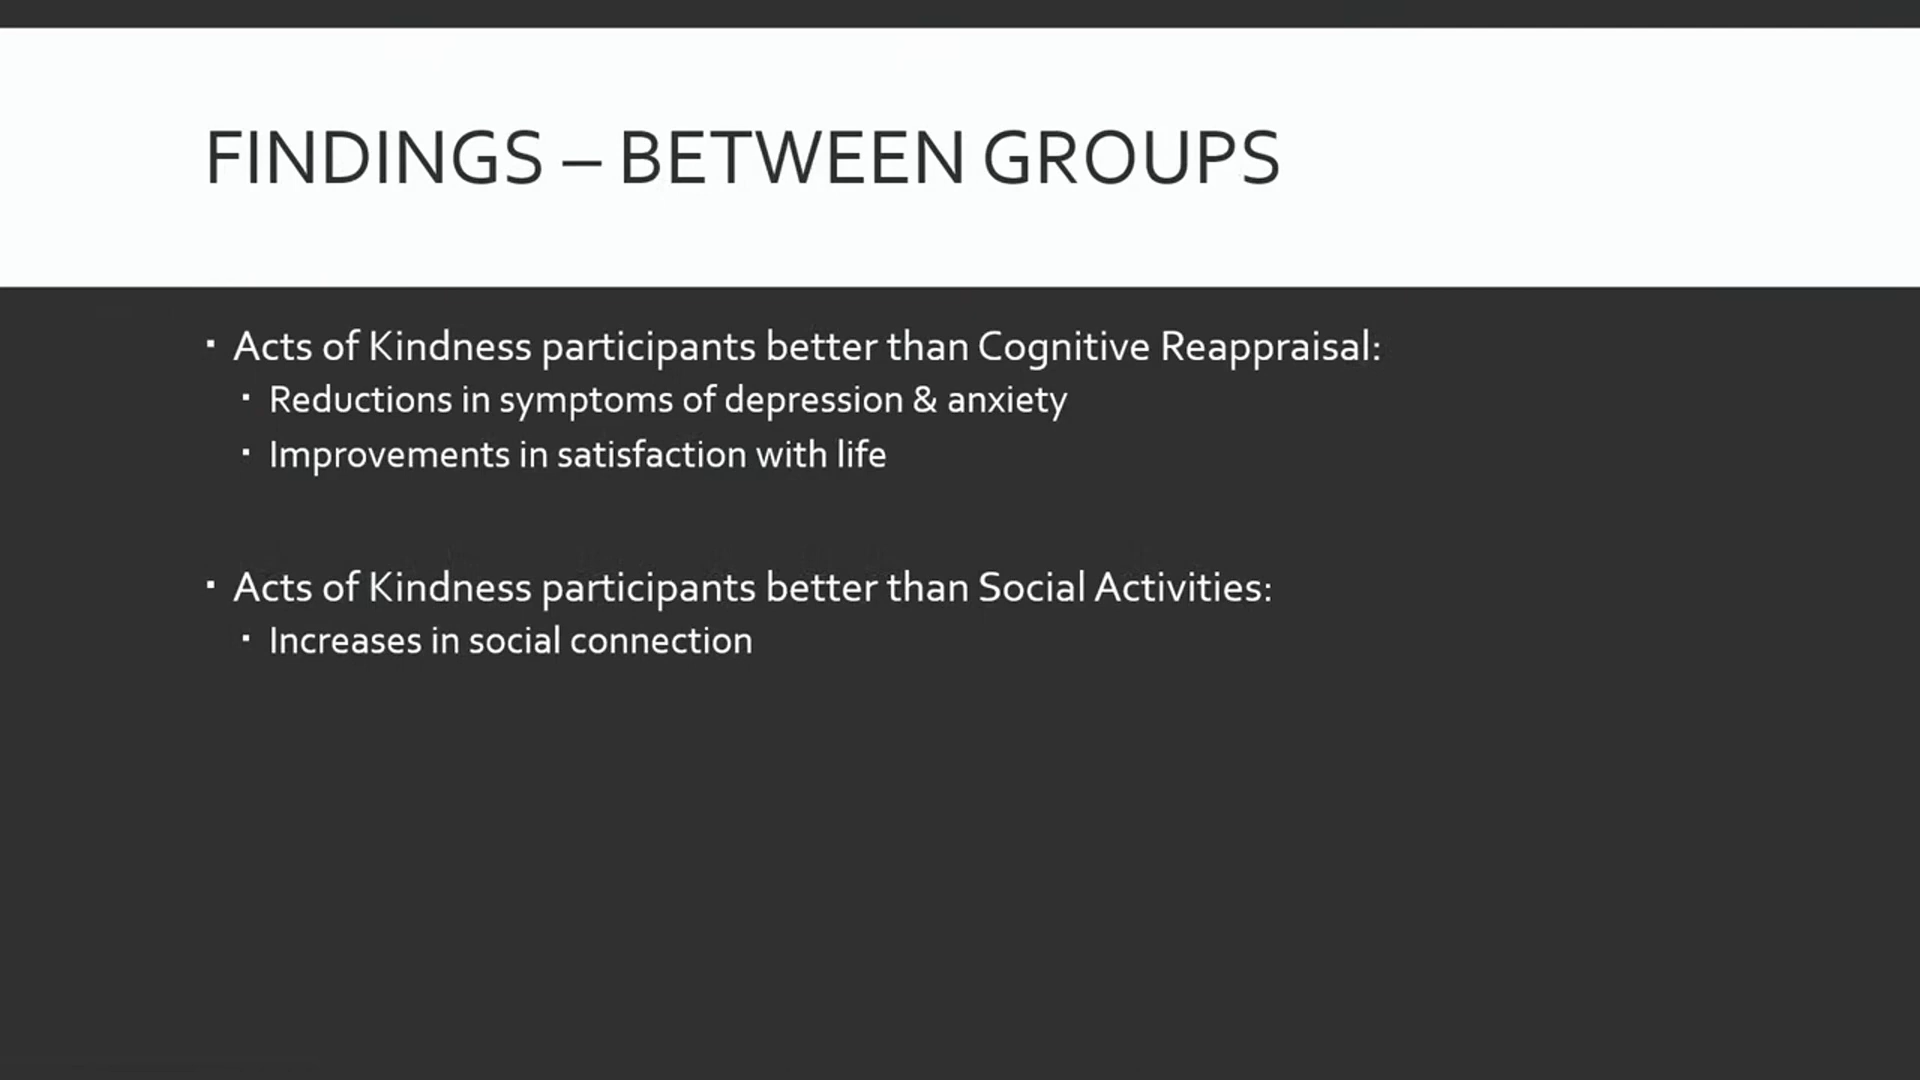 FINDINGS – BETWEEN GROUPS
▪ Acts of Kindness participants better than Cognitive Reappraisal:
▪ Reductions in symptoms of depression & anxiety
▪ Improvements in satisfaction with life
▪ Acts of Kindness participants better than Social Activities:
▪ Increases in social connection